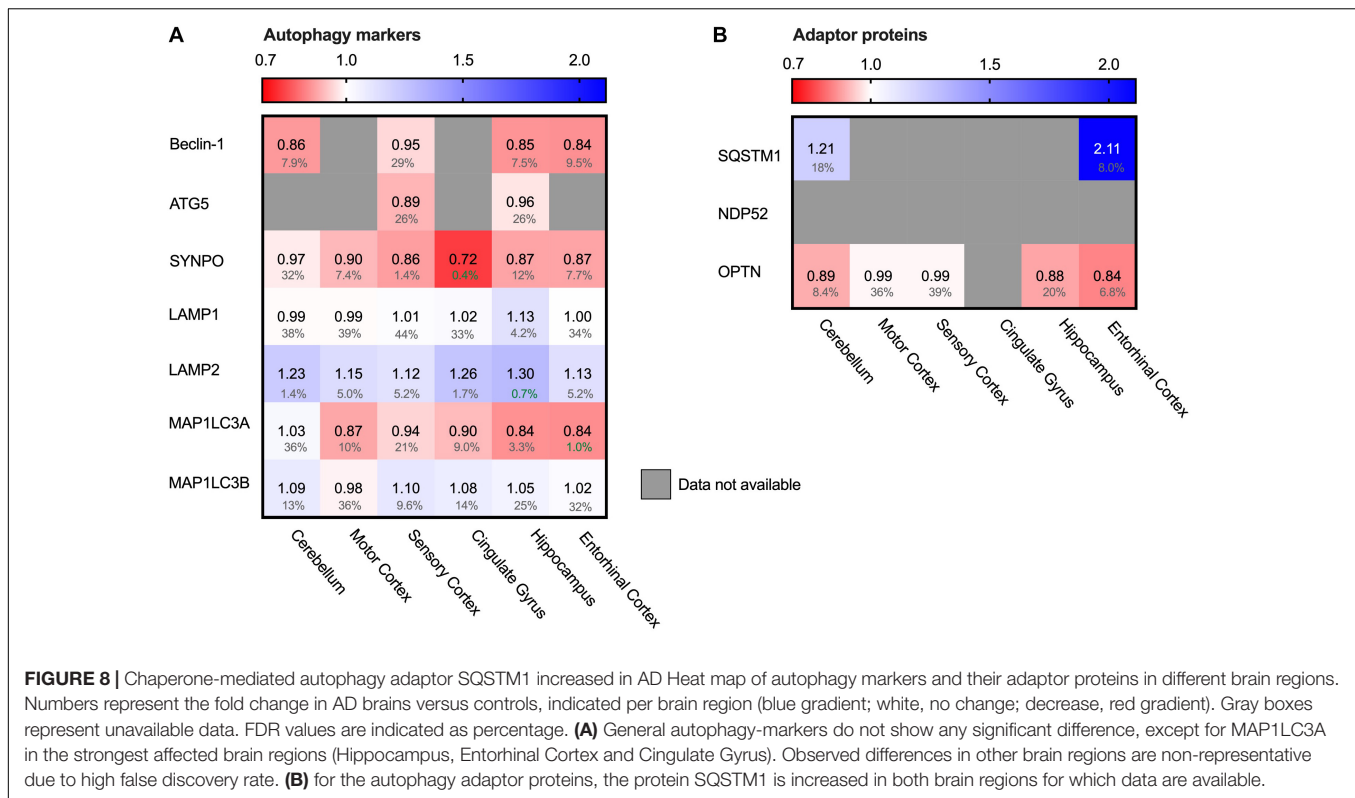 A Autophagy markers
0.7 1.0 1.5 2.0
Beclin-1 0.86 0.95 0.85 0.84
7.9% 29% 7.5% 9.5%
ATG5 0.89 0.96
26% 26%
SYNPO 0.97 0.90 0.86 0.72 0.87 0.87
32% 7.4% 1.4% 0.4% 12% 7.7%
LAMP1 0.99 0.99 1.01 1.02 1.13 1.00
38% 39% 44% 33% 4.2% 34%
LAMP2 1.23 1.15 1.12 1.26 1.30 1.13
1.4% 5.0% 5.2% 1.7% 0.7% 5.2%
MAP1LC3A 1.03 0.87 0.94 0.90 0.84 0.84
36% 10% 21% 9.0% 3.3% 1.0%
MAP1LC3B 1.09 0.98 1.10 1.08 1.05 1.02
13% 36% 9.6% 14% 25% 32%
Cerebellum
Motor Cortex
Sensory Cortex
Cingulate Gyrus
Hippocampus
Entorhinal Cortex
B Adaptor proteins
0.7 1.0 1.5 2.0
SQSTM1 1.21 2.11
18% 8.0%
NDP52
OPTN 0.89 0.99 0.99 0.88 0.84
8.4% 36% 39% 20% 6.8%
Cerebellum
Motor Cortex
Sensory Cortex
Cingulate Gyrus
Hippocampus
Entorhinal Cortex
Data not available
FIGURE 8 | Chaperone-mediated autophagy adaptor SQSTM1 increased in AD Heat map of autophagy markers and their adaptor proteins in different brain regions.
Numbers represent the fold change in AD brains versus controls, indicated per brain region (blue gradient; white, no change; decrease, red gradient). Gray boxes
represent unavailable data. FDR values are indicated as percentage. (A) General autophagy-markers do not show any significant difference, except for MAP1LC3A
in the strongest affected brain regions (Hippocampus, Entorhinal Cortex and Cingulate Gyrus). Observed differences in other brain regions are non-representative
due to high false discovery rate. (B) for the autophagy adaptor proteins, the protein SQSTM1 is increased in both brain regions for which data are available.